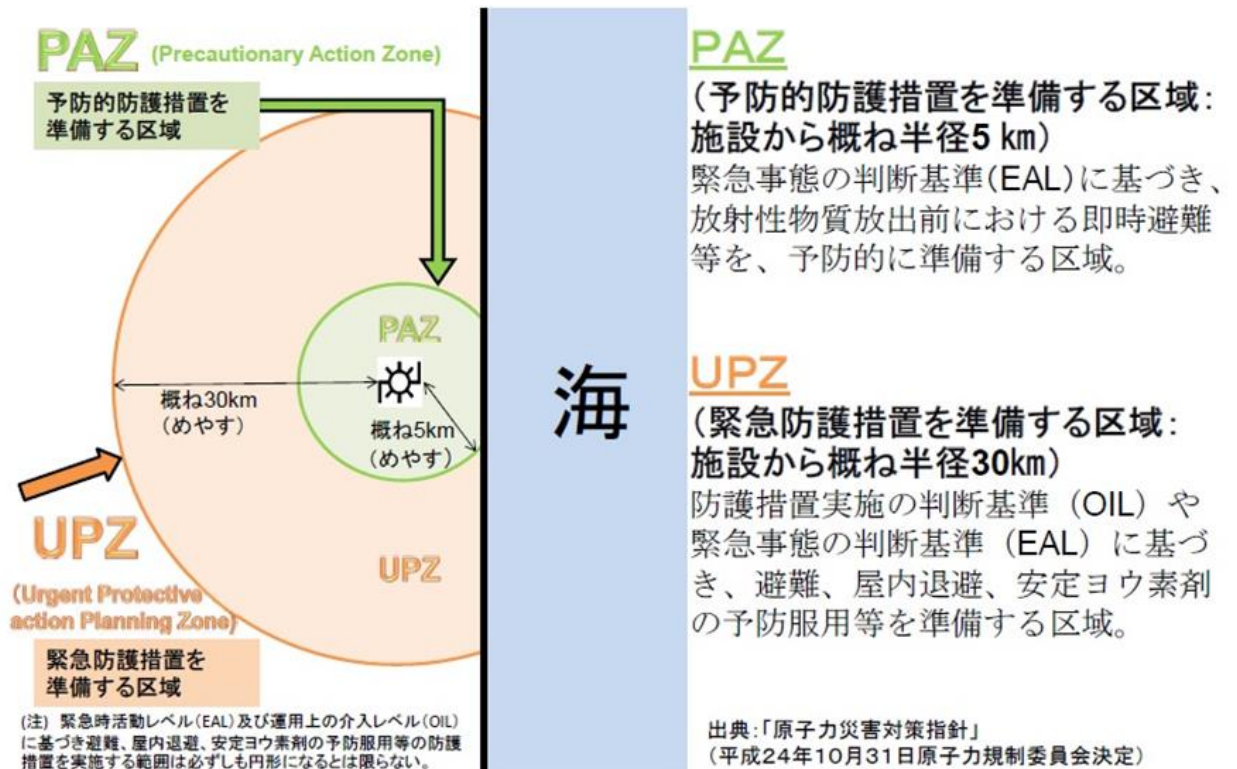 PAZ (Precautionary Action Zone)
予防的防護措置を
準備する区域
PAZ
概ね30km
(めやす)
概ね5km
(めやす)
UPZ
UPZ
(Urgent Protective
action Planning Zone)
緊急防護措置を
準備する区域
(注) 緊急時活動レベル(EAL)及び運用上の介入レベル(OIL)
に基づき避難、屋内退避、安定ヨウ素剤の予防服用等の防護
措置を実施する範囲は必ずしも円形になるとは限らない。
海
PAZ
(予防的防護措置を準備する区域:
施設から概ね半径5 km)
緊急事態の判断基準(EAL)に基づき、
放射性物質放出前における即時避難
等を、予防的に準備する区域。
UPZ
(緊急防護措置を準備する区域:
施設から概ね半径30km)
防護措置実施の判断基準(OIL)や
緊急事態の判断基準(EAL)に基づ
き、避難、屋内退避、安定ヨウ素剤
の予防服用等を準備する区域。
出典:「原子力災害対策指針」
(平成24年10月31日原子力規制委員会決定)